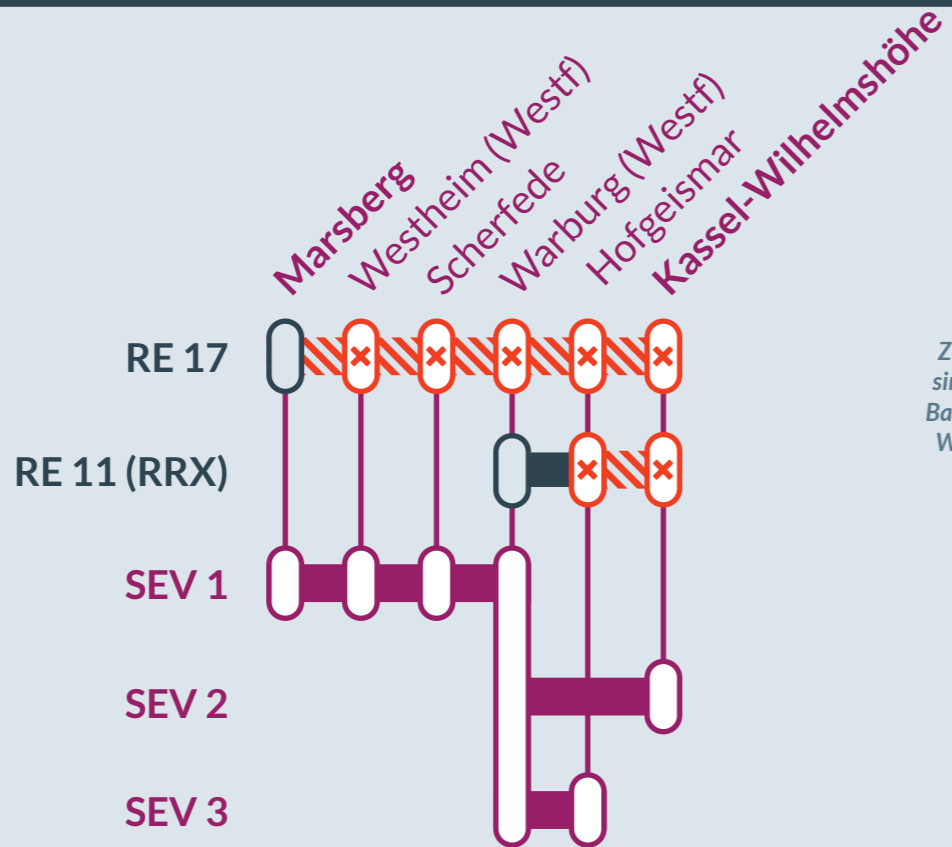 Marsberg
Westheim (Westf)
Scherfede
Warburg (Westf)
Hofgeismar
Kassel-Wilhelmshöhe
RE 17
RE 11 (RRX)
SEV 1
SEV 2
SEV 3